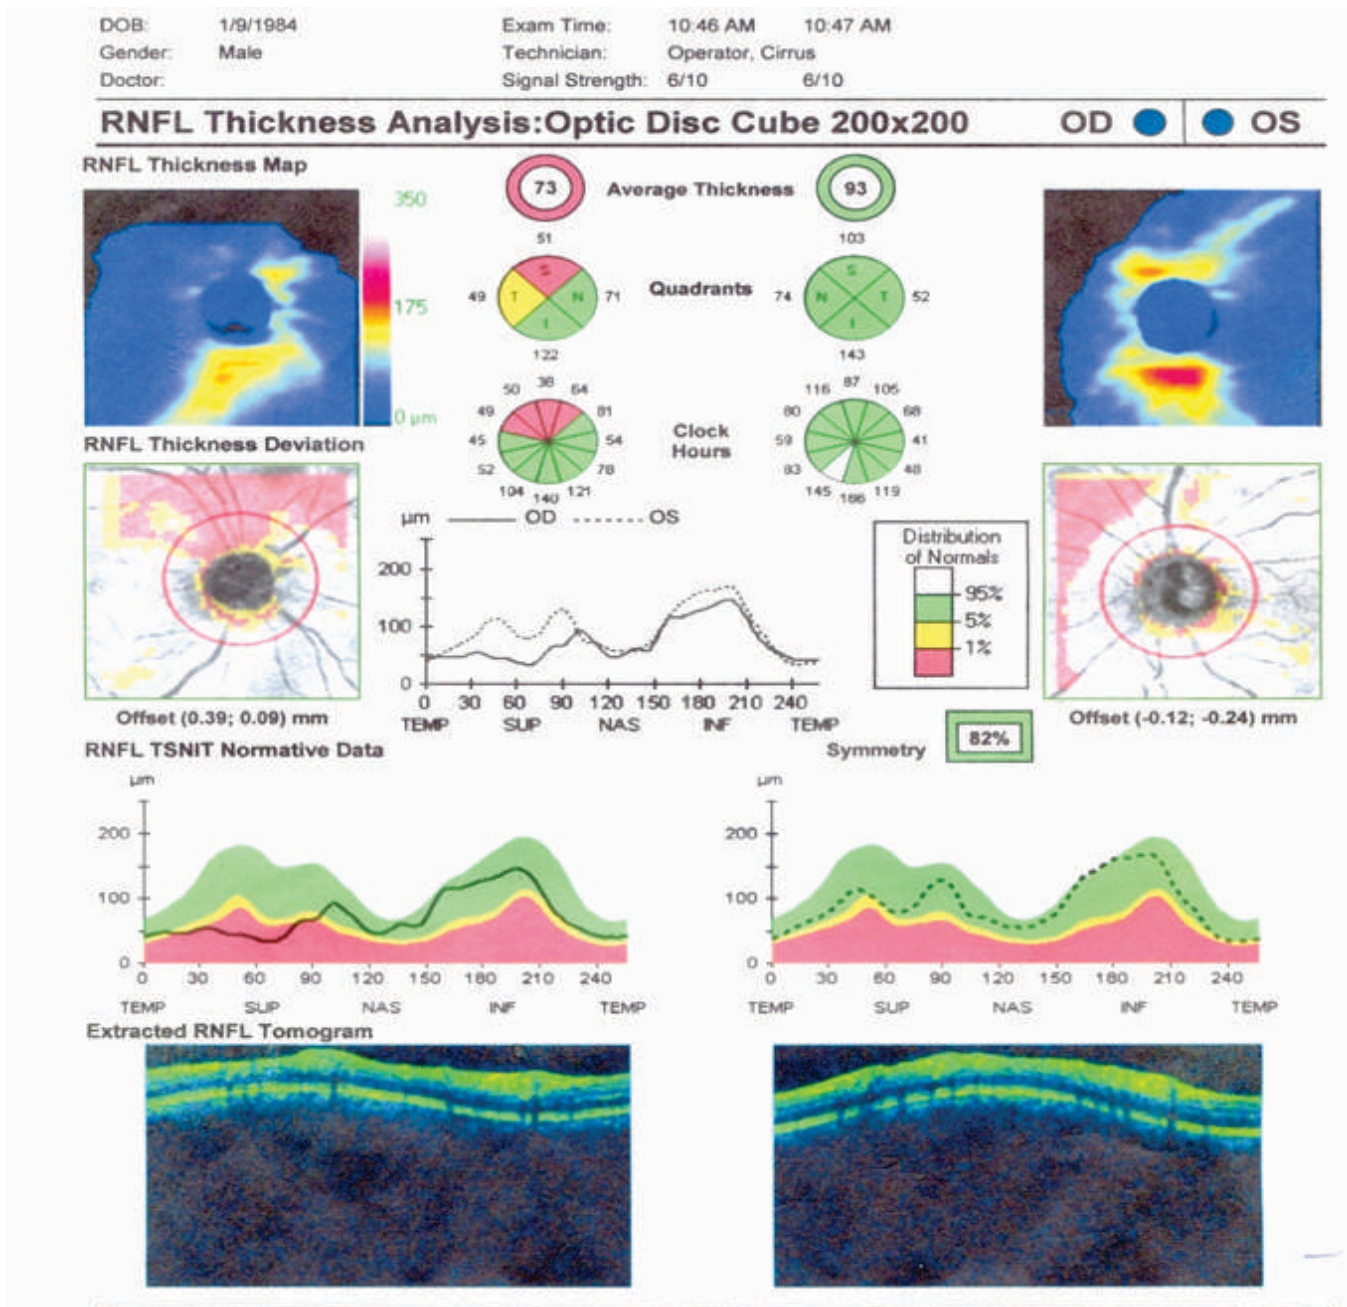 DOB: 1/9/1984 Exam Time: 10:46 AM 10:47 AM
Gender: Male Technician: Operator, Cirrus
Doctor: Signal Strength: 6/10 6/10
RNFL Thickness Analysis:Optic Disc Cube 200x200 OD OS
RNFL Thickness Map
350
175
0 µm
73 Average Thickness 93
51 103
S S
49 T N 71 Quadrants 74 N T 52
I I
122 143
Clock
Hours
50 38 64 116 87 105
49 81 80 68
45 54 59 41
52 78 83 48
104 140 121 145 166 119
RNFL Thickness Deviation
µm OD OS
200
100
0
0 30 60 90 120 150 180 210 240
TEMP SUP NAS INF TEMP
Distribution
of Normals
95%
5%
1%
Offset (0.39; 0.09) mm
Offset (-0.12; -0.24) mm
RNFL TSNIT Normative Data
Symmetry 82%
µm µm
200 200
100 100
0 0
0 30 60 90 120 150 180 210 240 0 30 60 90 120 150 180 210 240
TEMP SUP NAS INF TEMP TEMP SUP NAS INF TEMP
Extracted RNFL Tomogram